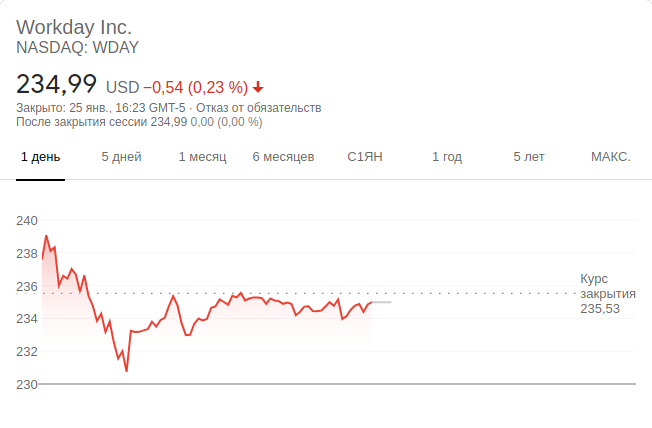 Workday Inc.
NASDAQ: WDAY
234,99 USD −0,54 (0,23 %)
Закрыто: 25 янв., 16:23 GMT-5 · Отказ от обязательств
После закрытия сессии 234,99 0,00 (0,00 %)
1 день 5 дней 1 месяц 6 месяцев С1ЯН 1 год 5 лет МАКС.
240
238
236
234
232
230
Курс
закрытия
235,53